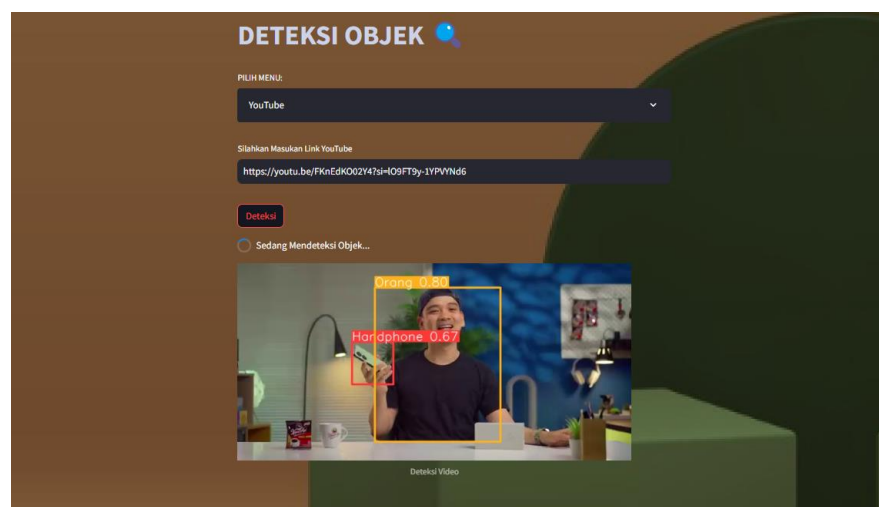 DETEKSI OBJEK
PILIH MENU:
YouTube
Silahkan Masukan Link YouTube
https://youtu.be/FKnEdKO02Y4?si=lO9FT9y-1YPVYNd6
Deteksi
Sedang Mendeteksi Objek...
Orang 0.80
Handphone 0.67
Deteksi Video